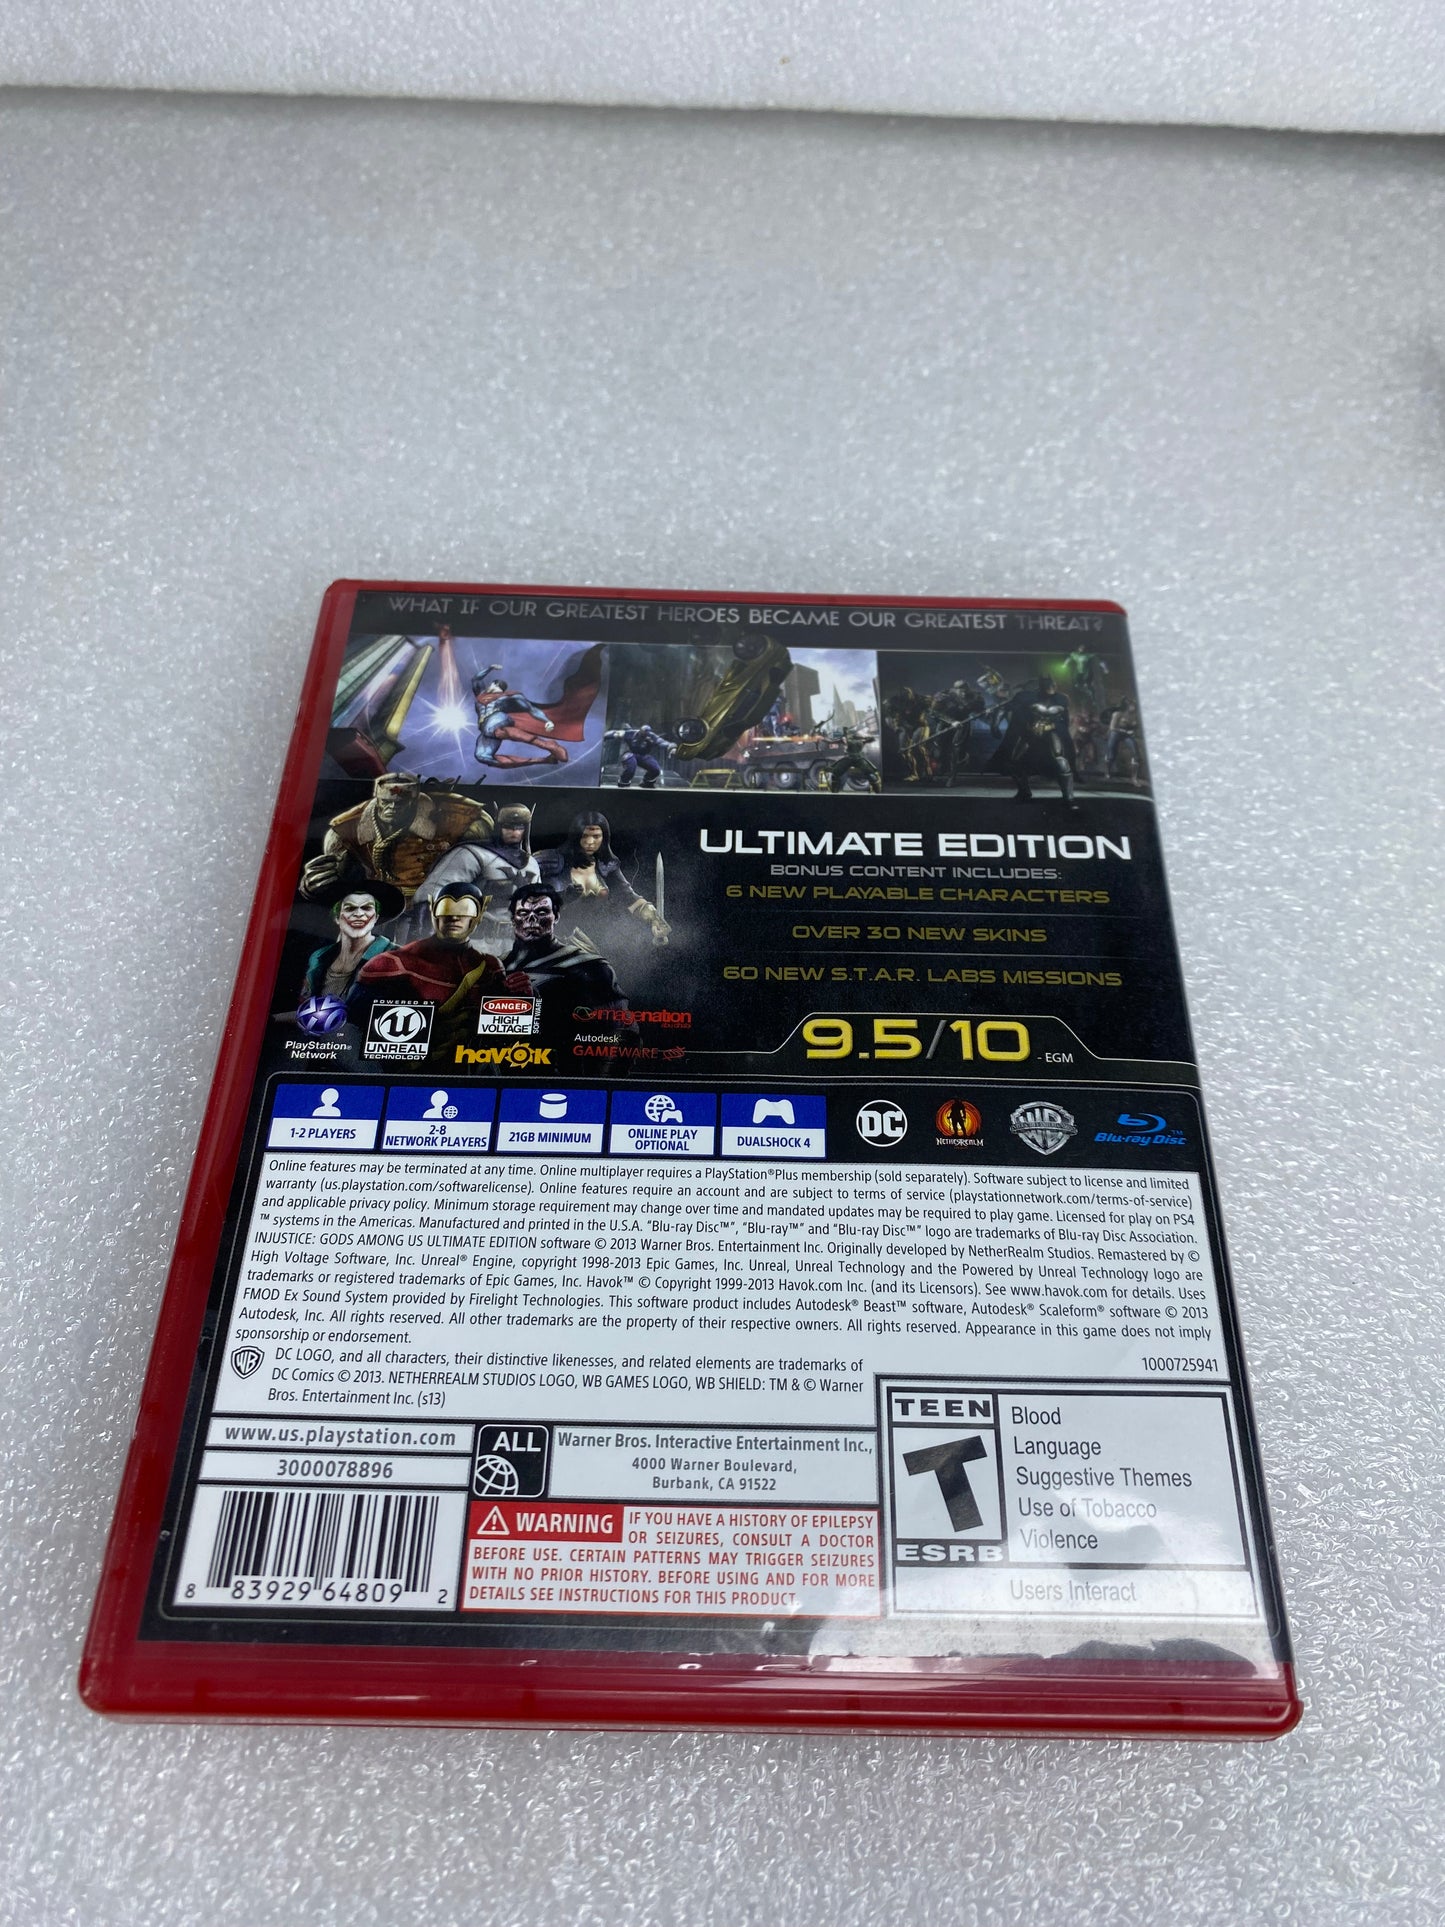 WHAT IF OUR GREATEST HEROES BECAME OUR GREATEST THREAT?
ULTIMATE EDITION
BONUS CONTENT INCLUDES:
6 NEW PLAYABLE CHARACTERS
OVER 30 NEW SKINS
60 NEW S.T.A.R. LABS MISSIONS
PlayStation®
Network
POWERED BY
UNREAL
TECHNOLOGY
DANGER
HIGH
VOLTAGE
SOFTWARE
havok
imagenation
abu dhabi
Autodesk
GAMEWARE
9.5/10 - EGM
1-2 PLAYERS
2-8
NETWORK PLAYERS
21GB MINIMUM
ONLINE PLAY
OPTIONAL
DUALSHOCK 4
DC
NETHERREALM
WB
Blu-ray Disc™
Online features may be terminated at any time. Online multiplayer requires a PlayStation®Plus membership (sold separately). Software subject to license and limited
warranty (us.playstation.com/softwarelicense). Online features require an account and are subject to terms of service (playstationnetwork.com/terms-of-service)
and applicable privacy policy. Minimum storage requirement may change over time and mandated updates may be required to play game. Licensed for play on PS4
™ systems in the Americas. Manufactured and printed in the U.S.A. "Blu-ray Disc™", "Blu-ray™" and "Blu-ray Disc™" logo are trademarks of Blu-ray Disc Association.
INJUSTICE: GODS AMONG US ULTIMATE EDITION software © 2013 Warner Bros. Entertainment Inc. Originally developed by NetherRealm Studios. Remastered by ©
High Voltage Software, Inc. Unreal® Engine, copyright 1998-2013 Epic Games, Inc. Unreal, Unreal Technology and the Powered by Unreal Technology logo are
trademarks or registered trademarks of Epic Games, Inc. Havok™ © Copyright 1999-2013 Havok.com Inc. (and its Licensors). See www.havok.com for details. Uses
FMOD Ex Sound System provided by Firelight Technologies. This software product includes Autodesk® Beast™ software, Autodesk® Scaleform® software © 2013
Autodesk, Inc. All rights reserved. All other trademarks are the property of their respective owners. All rights reserved. Appearance in this game does not imply
sponsorship or endorsement.
WB DC LOGO, and all characters, their distinctive likenesses, and related elements are trademarks of
DC Comics © 2013. NETHERREALM STUDIOS LOGO, WB GAMES LOGO, WB SHIELD: TM & © Warner
Bros. Entertainment Inc. (s13)
1000725941
www.us.playstation.com
3000078896
8 83929 64809 2
ALL
Warner Bros. Interactive Entertainment Inc.,
4000 Warner Boulevard,
Burbank, CA 91522
WARNING IF YOU HAVE A HISTORY OF EPILEPSY
OR SEIZURES, CONSULT A DOCTOR
BEFORE USE. CERTAIN PATTERNS MAY TRIGGER SEIZURES
WITH NO PRIOR HISTORY. BEFORE USING AND FOR MORE
DETAILS SEE INSTRUCTIONS FOR THIS PRODUCT.
TEEN
T
ESRB
Blood
Language
Suggestive Themes
Use of Tobacco
Violence
Users Interact